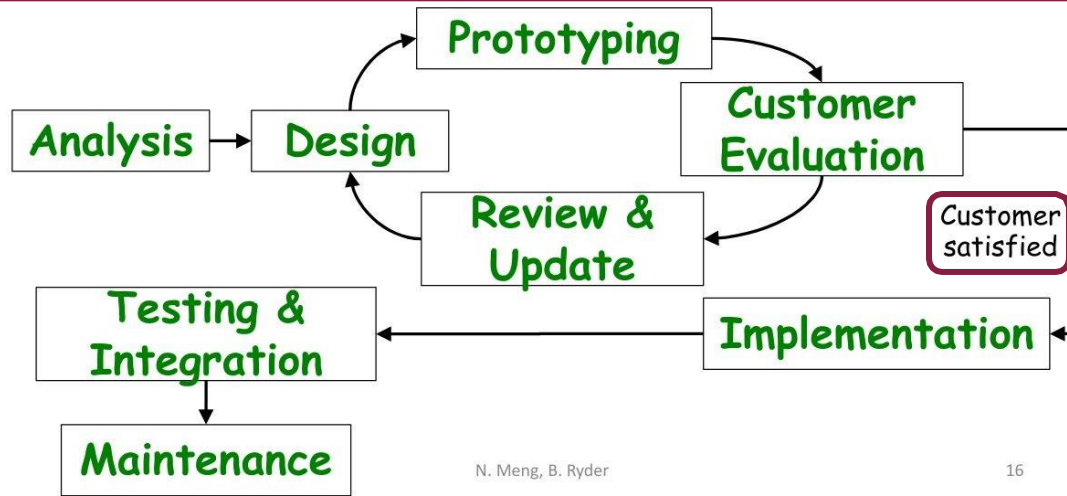 Prototyping
Analysis
Design
Customer
Evaluation
Review &
Update
Customer
satisfied
Testing &
Integration
Implementation
Maintenance
N. Meng, B. Ryder
16